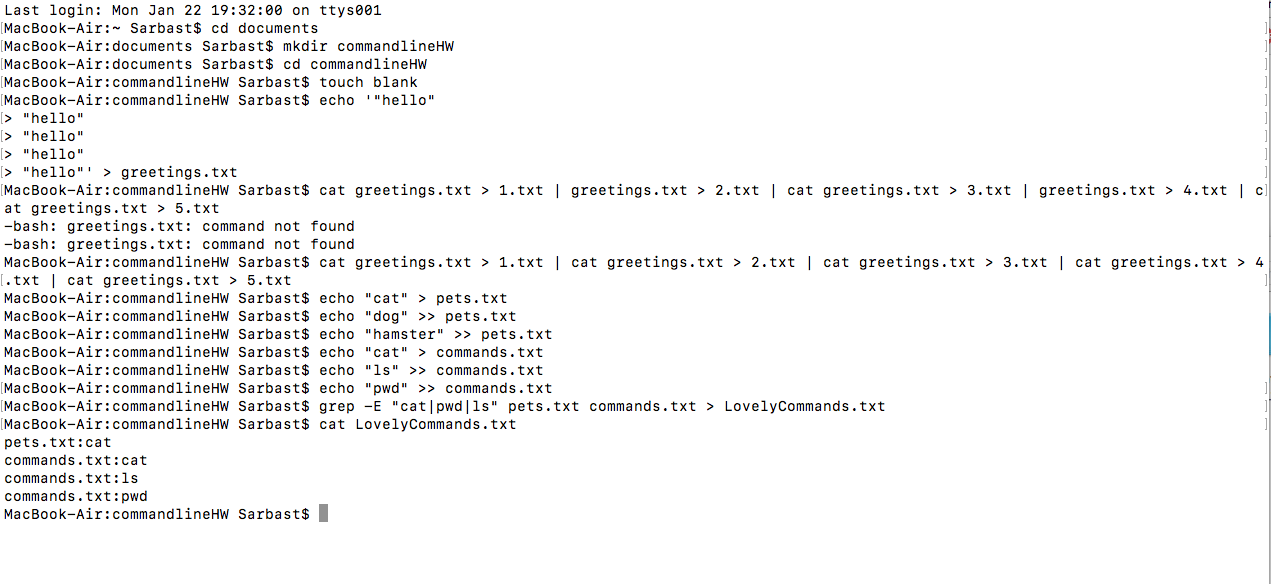 Last login: Mon Jan 22 19:32:00 on ttys001
[MacBook-Air:~ Sarbast$ cd documents ]
[MacBook-Air:documents Sarbast$ mkdir commandlineHW ]
[MacBook-Air:documents Sarbast$ cd commandlineHW ]
[MacBook-Air:commandlineHW Sarbast$ touch blank ]
[MacBook-Air:commandlineHW Sarbast$ echo '"hello" ]
[> "hello" ]
[> "hello" ]
[> "hello" ]
[> "hello"' > greetings.txt ]
[MacBook-Air:commandlineHW Sarbast$ cat greetings.txt > 1.txt | greetings.txt > 2.txt | cat greetings.txt > 3.txt | greetings.txt > 4.txt | c]
at greetings.txt > 5.txt
-bash: greetings.txt: command not found
-bash: greetings.txt: command not found
MacBook-Air:commandlineHW Sarbast$ cat greetings.txt > 1.txt | cat greetings.txt > 2.txt | cat greetings.txt > 3.txt | cat greetings.txt > 4
[.txt | cat greetings.txt > 5.txt ]
MacBook-Air:commandlineHW Sarbast$ echo "cat" > pets.txt
MacBook-Air:commandlineHW Sarbast$ echo "dog" >> pets.txt
MacBook-Air:commandlineHW Sarbast$ echo "hamster" >> pets.txt
MacBook-Air:commandlineHW Sarbast$ echo "cat" > commands.txt
MacBook-Air:commandlineHW Sarbast$ echo "ls" >> commands.txt
[MacBook-Air:commandlineHW Sarbast$ echo "pwd" >> commands.txt ]
[MacBook-Air:commandlineHW Sarbast$ grep -E "cat|pwd|ls" pets.txt commands.txt > LovelyCommands.txt ]
[MacBook-Air:commandlineHW Sarbast$ cat LovelyCommands.txt ]
pets.txt:cat
commands.txt:cat
commands.txt:ls
commands.txt:pwd
MacBook-Air:commandlineHW Sarbast$